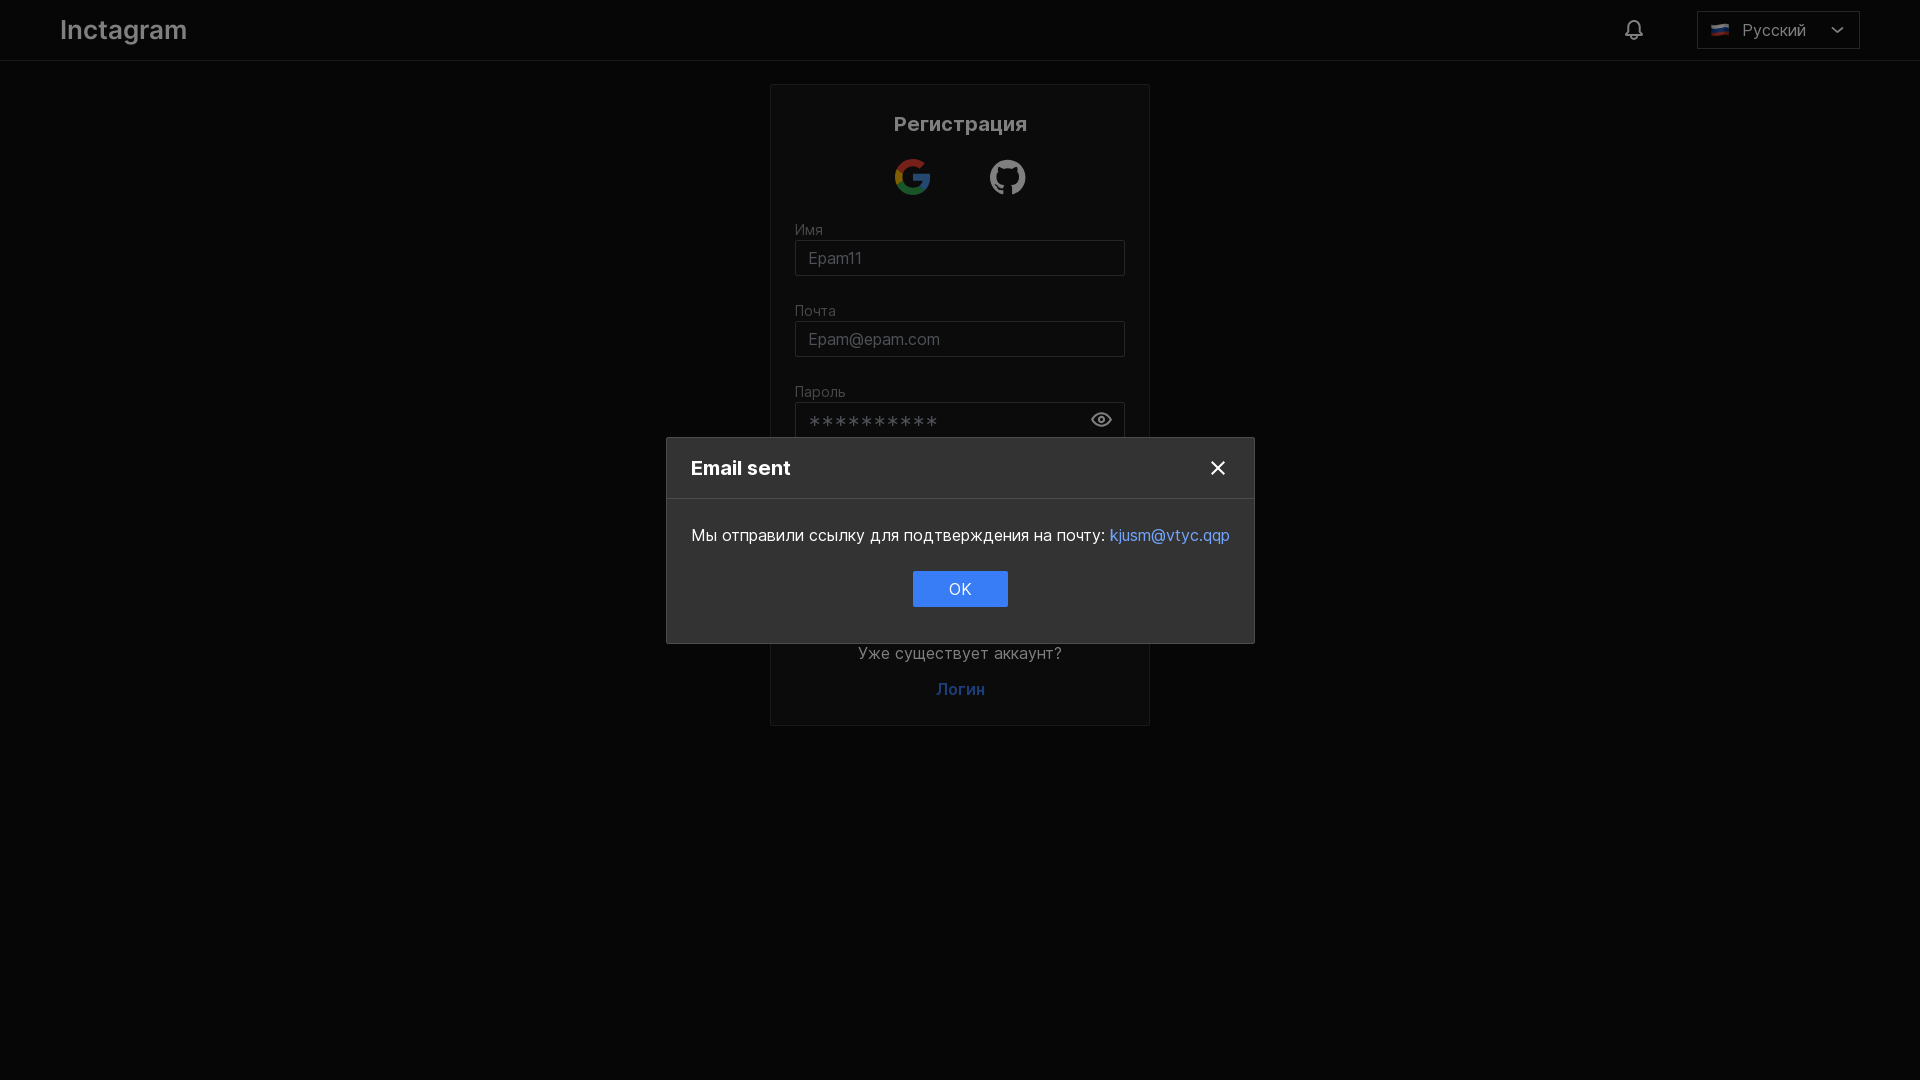 Inctagram
Русский
Регистрация
Имя
Epam11
Почта
Epam@epam.com
Пароль
**********
Email sent
Мы отправили ссылку для подтверждения на почту: kjusm@vtyc.qqp
OK
Уже существует аккаунт?
Логин